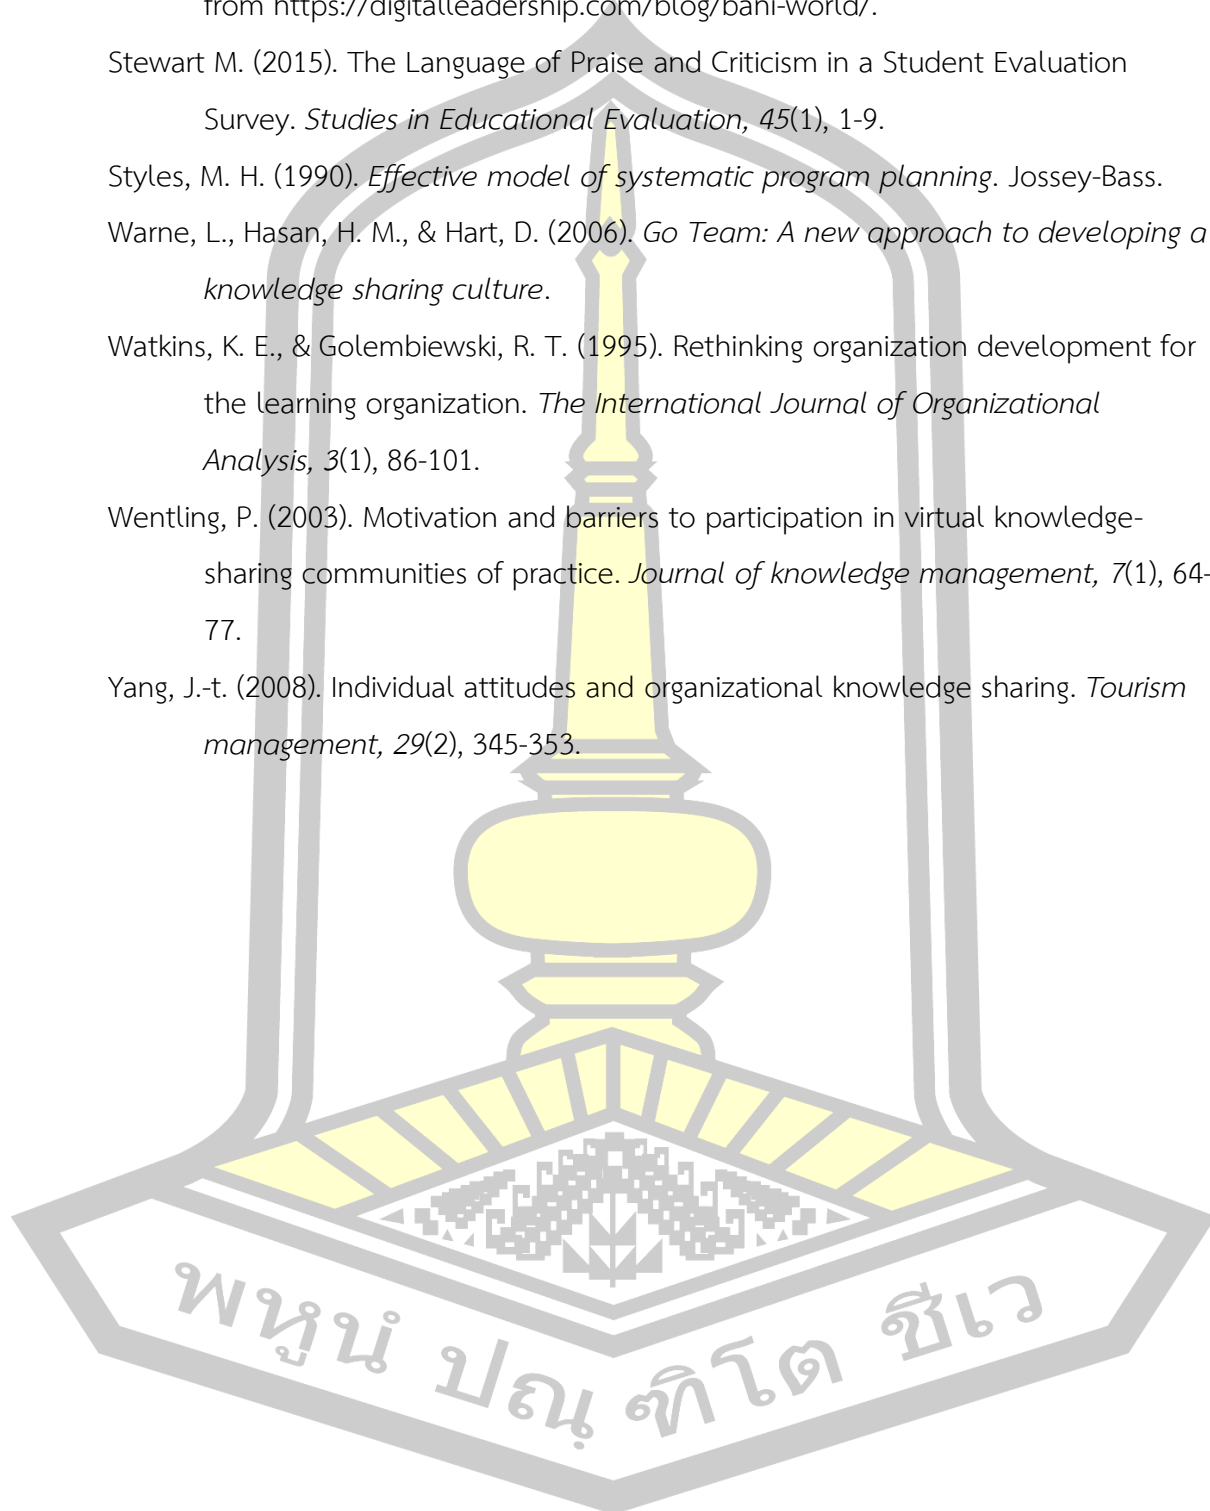 from https://digitalleadership.com/blog/bani-world/.
Stewart M. (2015). The Language of Praise and Criticism in a Student Evaluation
Survey. Studies in Educational Evaluation, 45(1), 1-9.
Styles, M. H. (1990). Effective model of systematic program planning. Jossey-Bass.
Warne, L., Hasan, H. M., & Hart, D. (2006). Go Team: A new approach to developing a
knowledge sharing culture.
Watkins, K. E., & Golembiewski, R. T. (1995). Rethinking organization development for
the learning organization. The International Journal of Organizational
Analysis, 3(1), 86-101.
Wentling, P. (2003). Motivation and barriers to participation in virtual knowledge-
sharing communities of practice. Journal of knowledge management, 7(1), 64-
77.
Yang, J.-t. (2008). Individual attitudes and organizational knowledge sharing. Tourism
management, 29(2), 345-353.
พหูนํ ปณฺ ฑิโต ชีเว